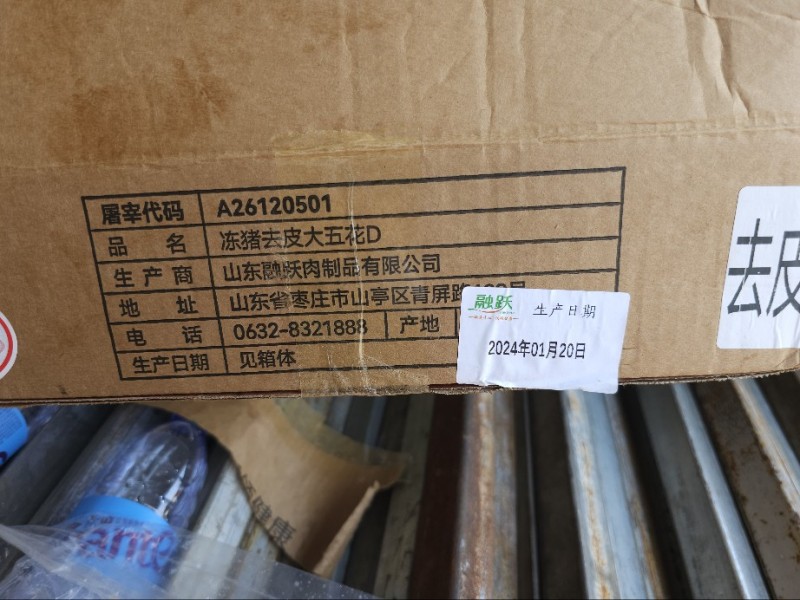 屠宰代码 A26120501
品 名 冻猪去皮大五花D
生产商 山东融跃肉制品有限公司
地 址 山东省枣庄市山亭区青屏路
电 话 0632-8321888 产地
生产日期 见箱体
融跃 生产日期
2024年01月20日
去皮
健康